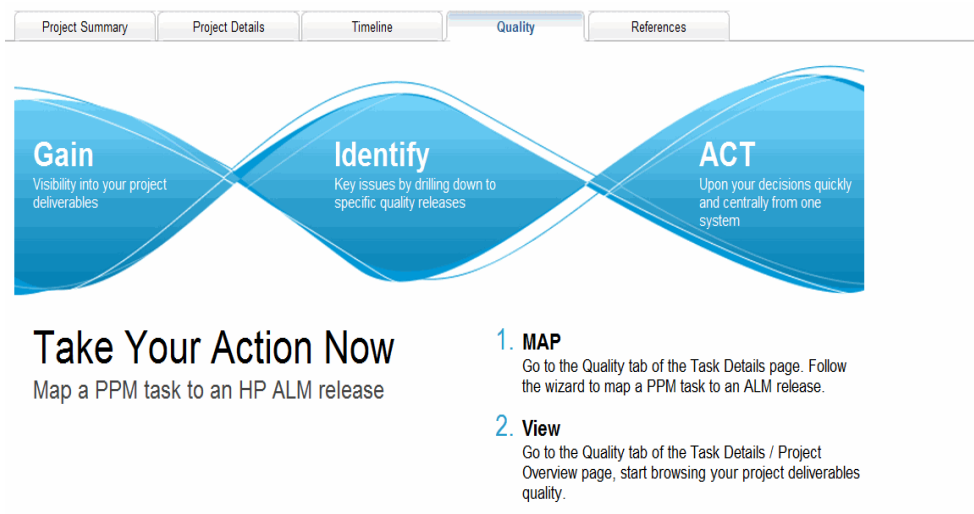 Project Summary
Project Details
Timeline
Quality
References
Gain
Visibility into your project
deliverables
Identify
Key issues by drilling down to
specific quality releases
ACT
Upon your decisions quickly
and centrally from one
system
Take Your Action Now
Map a PPM task to an HP ALM release
1. MAP
Go to the Quality tab of the Task Details page. Follow
the wizard to map a PPM task to an ALM release.
2. View
Go to the Quality tab of the Task Details / Project
Overview page, start browsing your project deliverables
quality.